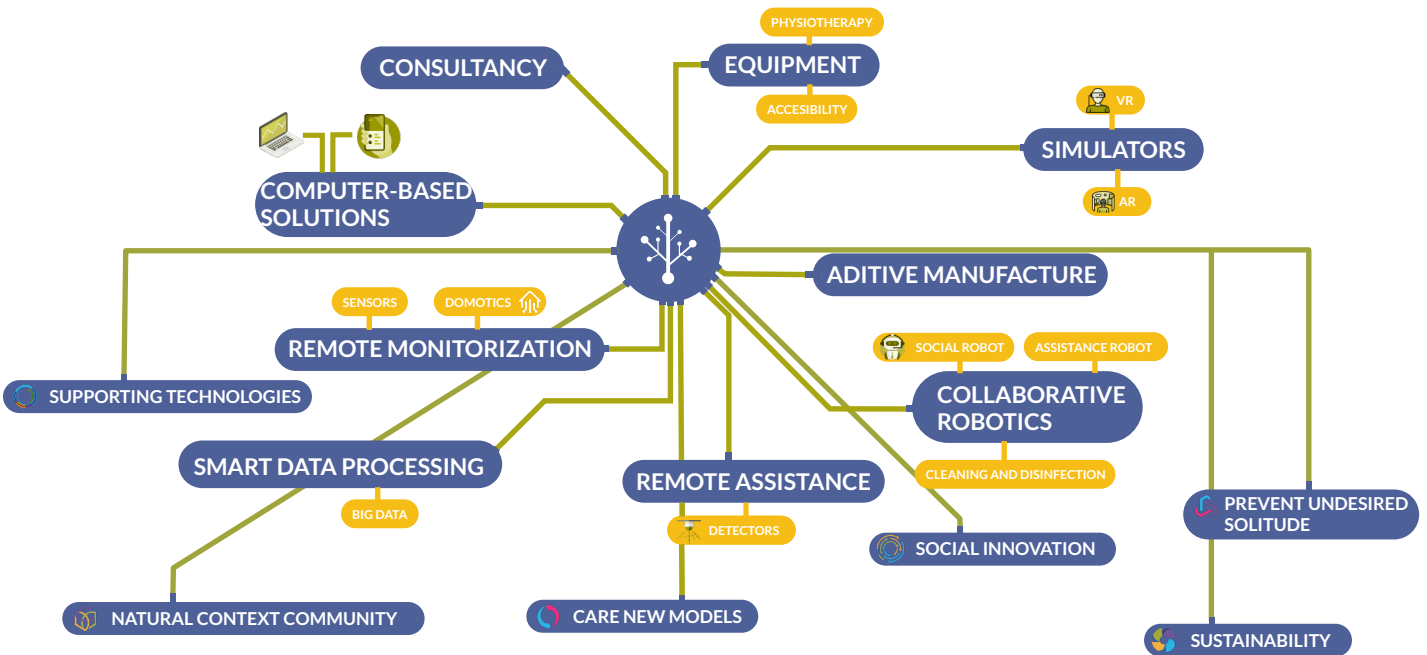 PHYSIOTHERAPY
CONSULTANCY
EQUIPMENT
ACCESIBILITY
VR
SIMULATORS
AR
COMPUTER-BASED
SOLUTIONS
ADITIVE MANUFACTURE
SENSORS
DOMOTICS
REMOTE MONITORIZATION
SOCIAL ROBOT
ASSISTANCE ROBOT
COLLABORATIVE
ROBOTICS
CLEANING AND DISINFECTION
SUPPORTING TECHNOLOGIES
SMART DATA PROCESSING
BIG DATA
REMOTE ASSISTANCE
DETECTORS
PREVENT UNDESIRED
SOLITUDE
SOCIAL INNOVATION
NATURAL CONTEXT COMMUNITY
CARE NEW MODELS
SUSTAINABILITY